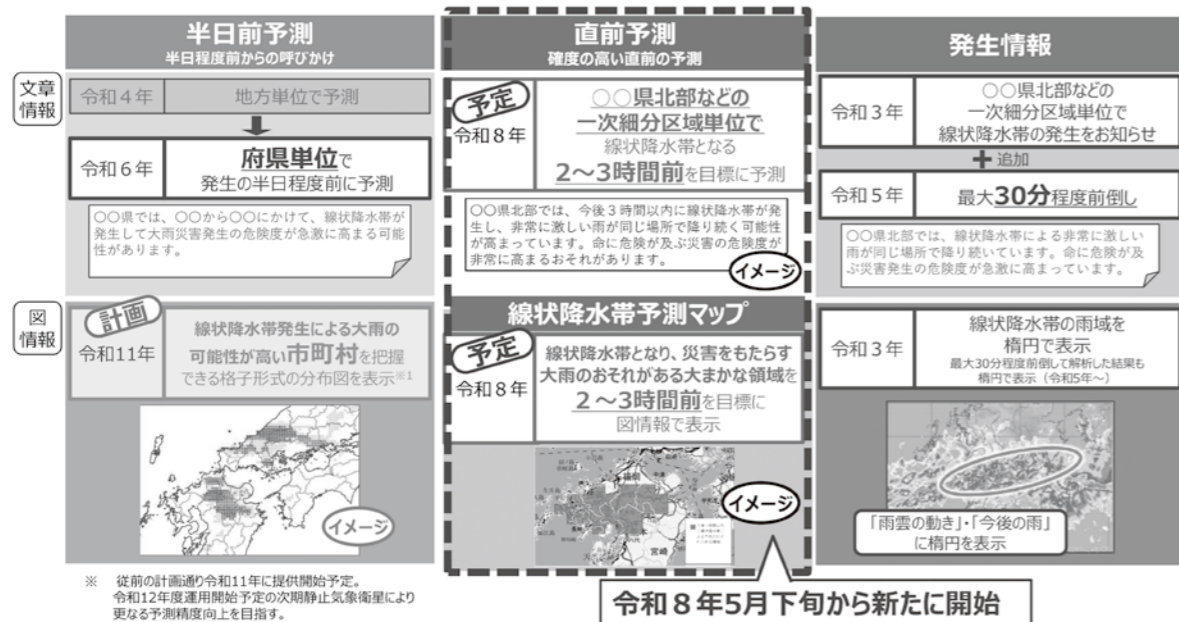 半日前予測
半日程度前からの呼びかけ
文章
情報
令和4年
地方単位で予測
令和6年
府県単位で
発生の半日程度前に予測
○○県では、○○から○○にかけて、線状降水帯が
発生して大雨災害発生の危険度が急激に高まる可能
性があります。
図
情報
計画
令和11年
線状降水帯発生による大雨の
可能性が高い市町村を把握
できる格子形式の分布図を表示※1
イメージ
※ 従前の計画通り令和11年に提供開始予定。
令和12年度運用開始予定の次期静止気象衛星により
更なる予測精度向上を目指す。
直前予測
確度の高い直前の予測
予定
令和8年
○○県北部などの
一次細分区域単位で
線状降水帯となる
2~3時間前を目標に予測
○○県北部では、今後3時間以内に線状降水帯が発
生し、非常に激しい雨が同じ場所で降り続く可能性
が高まっています。命に危険が及ぶ災害の危険度が
非常に高まるおそれがあります。
イメージ
線状降水帯予測マップ
予定
令和8年
線状降水帯となり、災害をもたらす
大雨のおそれがある大まかな領域を
2~3時間前を目標に
図情報で表示
イメージ
宮崎
令和8年5月下旬から新たに開始
発生情報
令和3年
○○県北部などの
一次細分区域単位で
線状降水帯の発生をお知らせ
+ 追加
令和5年
最大30分程度前倒し
○○県北部では、線状降水帯による非常に激しい
雨が同じ場所で降り続いています。命に危険が及
ぶ災害発生の危険度が急激に高まっています。
令和3年
線状降水帯の雨域を
楕円で表示
最大30分程度前倒して解析した結果も
楕円で表示(令和5年~)
「雨雲の動き」・「今後の雨」
に楕円を表示